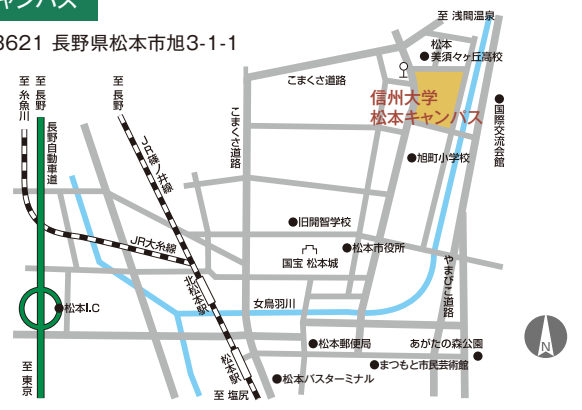 キャンパス
8621 長野県松本市旭3-1-1
至 浅間温泉
松本
美須々ヶ丘高校
至 糸魚川
至 長野
至 長野
こまくさ道路
信州大学
松本キャンパス
国際交流会館
長野自動車道
こまくさ道路
JR篠ノ井線
旭町小学校
旧開智学校
JR大糸線
国宝 松本城
松本市役所
北松本駅
女鳥羽川
やまびこ道路
松本I.C
松本郵便局
あがたの森公園
松本駅
まつもと市民芸術館
至 東京
松本バスターミナル
至 塩尻
N